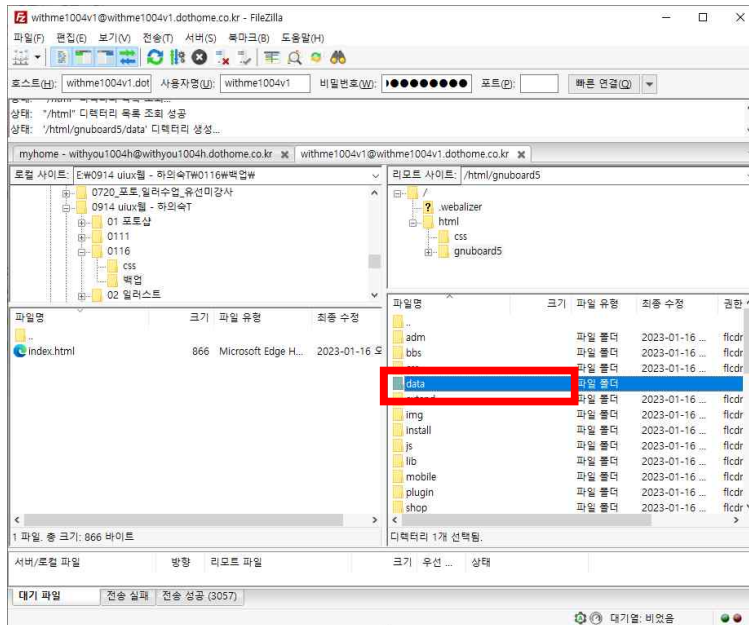 withme1004v1@withme1004v1.dothome.co.kr - FileZilla
파일(F) 편집(E) 보기(V) 전송(T) 서버(S) 북마크(B) 도움말(H)
호스트(H): withme1004v1.dot 사용자명(U): withme1004v1 비밀번호(W): ●●●●●●●●● 포트(P): 빠른 연결(Q)
상태: "/html" 디렉터리 목록 조회 성공
상태: '/html/gnuboard5/data' 디렉터리 생성...
myhome - withyou1004h@withyou1004h.dothome.co.kr withme1004v1@withme1004v1.dothome.co.kr
로컬 사이트: E:₩0914 uiux웹 - 하의숙T₩0116₩백업₩
0720_포토,일러수업_유선미강사
0914 uiux웹 - 하의숙T
01 포토샵
0111
0116
css
백업
02 일러스트
리모트 사이트: /html/gnuboard5
/
.webalizer
html
css
gnuboard5
파일명 크기 파일 유형 최종 수정
..
index.html 866 Microsoft Edge H... 2023-01-16 오
1 파일. 총 크기: 866 바이트
파일명 크기 파일 유형 최종 수정 권한
..
adm 파일 폴더 2023-01-16 ... flcdr
bbs 파일 폴더 2023-01-16 ... flcdr
data 파일 폴더
img 파일 폴더 2023-01-16 ... flcdr
install 파일 폴더 2023-01-16 ... flcdr
js 파일 폴더 2023-01-16 ... flcdr
lib 파일 폴더 2023-01-16 ... flcdr
mobile 파일 폴더 2023-01-16 ... flcdr
plugin 파일 폴더 2023-01-16 ... flcdr
shop 파일 폴더 2023-01-16 ... flcdr
디렉터리 1개 선택됨.
서버/로컬 파일 방향 리모트 파일 크기 우선 ... 상태
대기 파일 전송 실패 전송 성공 (3057)
대기열: 비었음